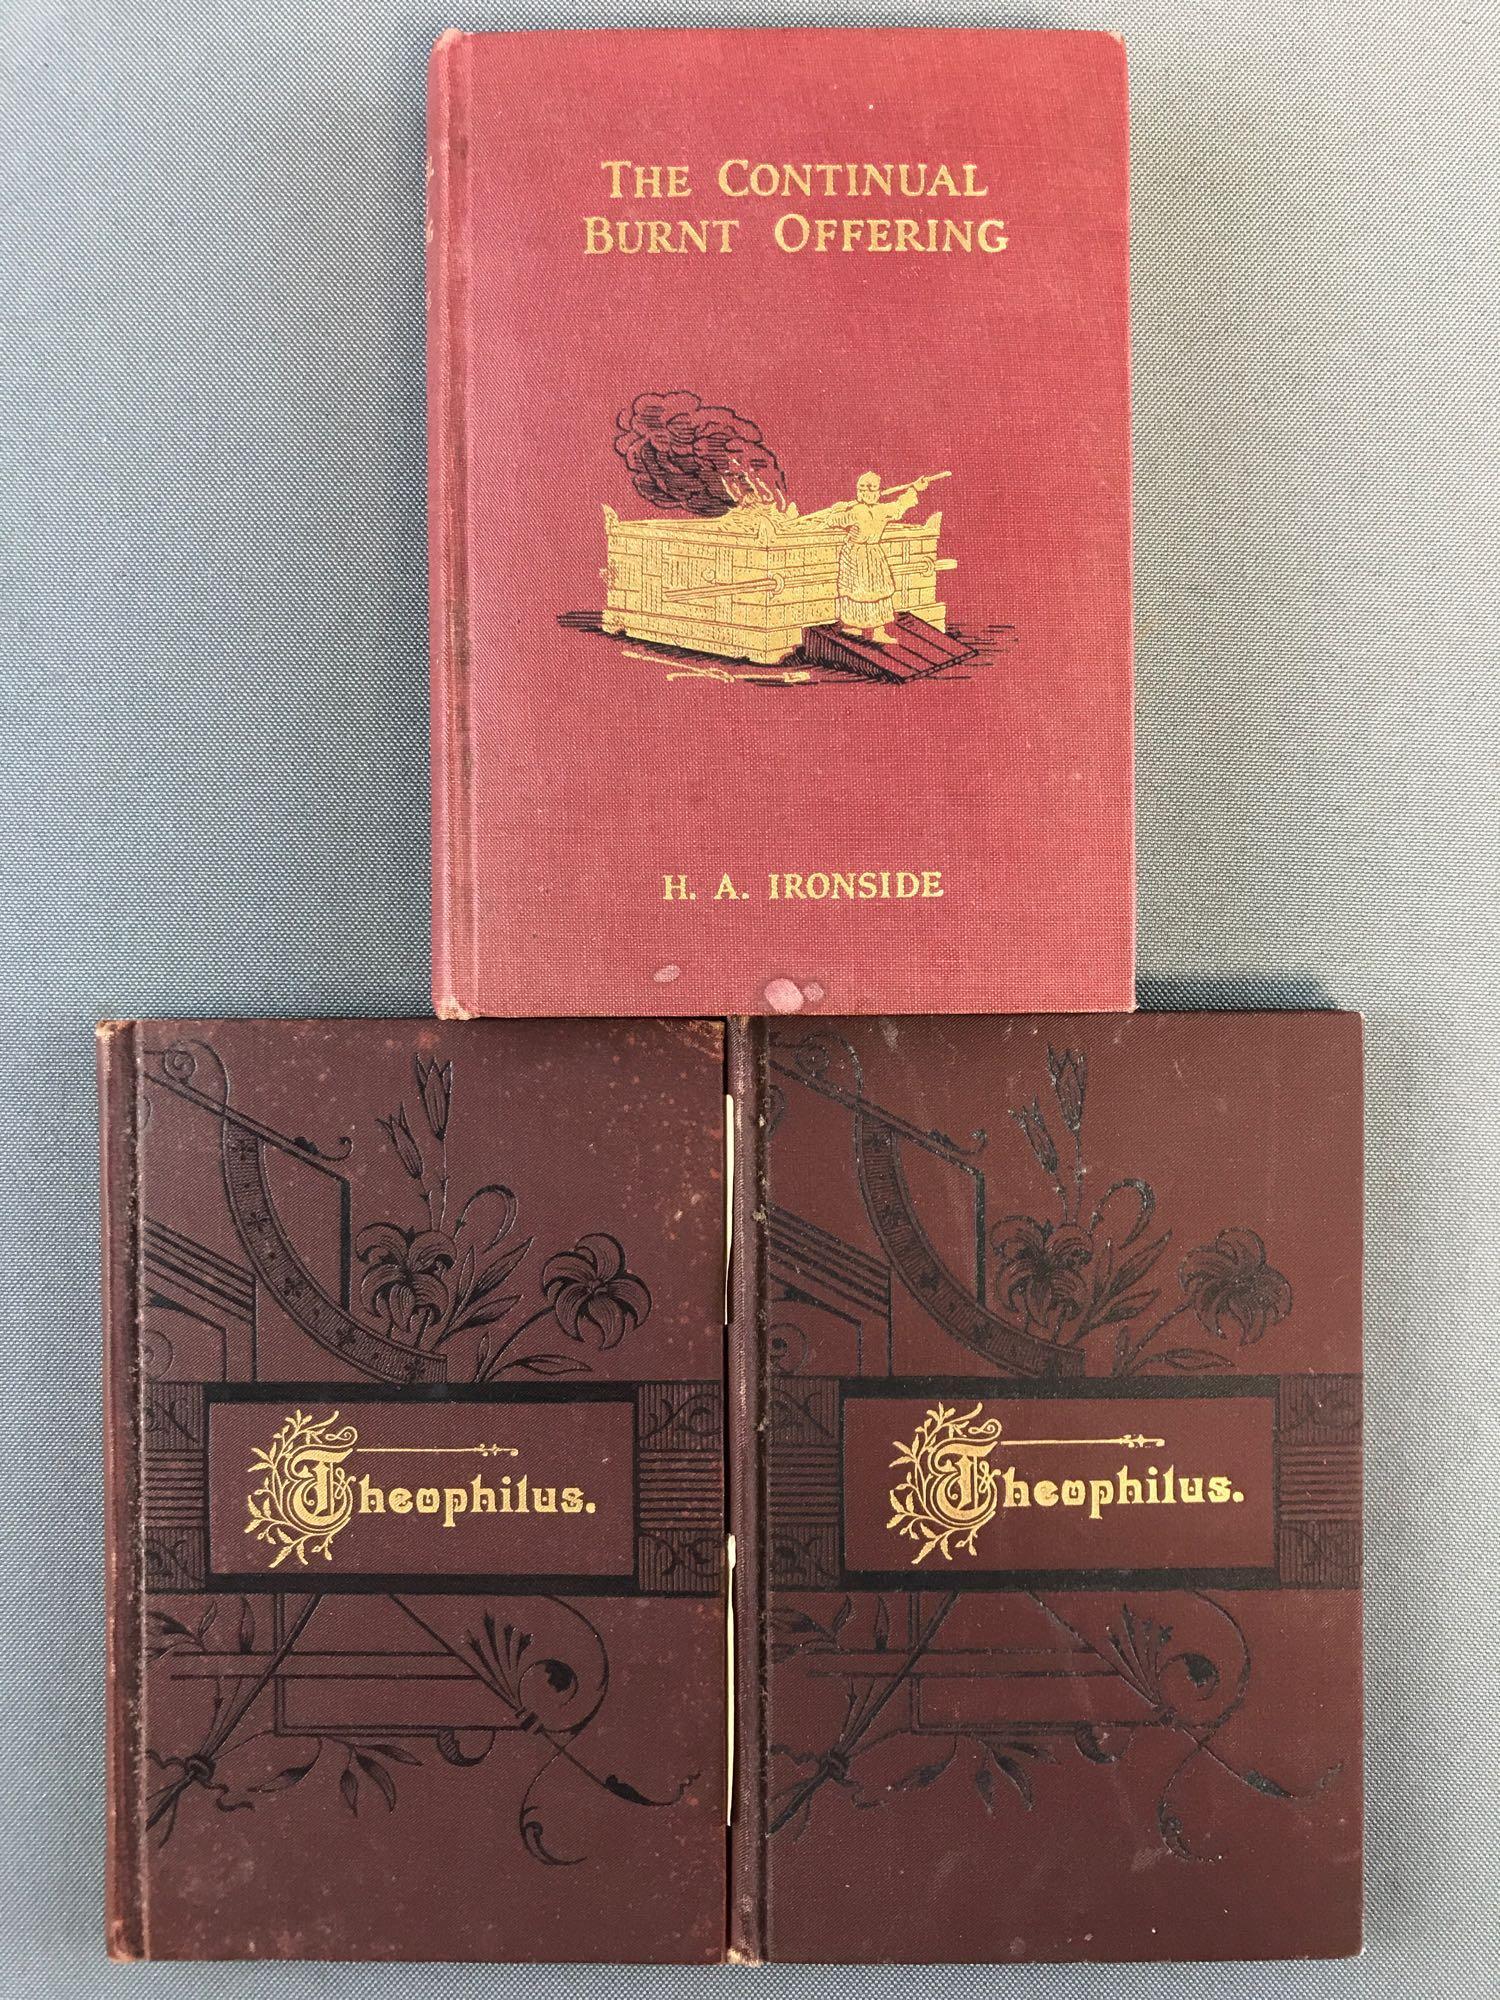 THE CONTINUAL
BURNT OFFERING
H. A. IRONSIDE
Theophilus.
Theophilus.